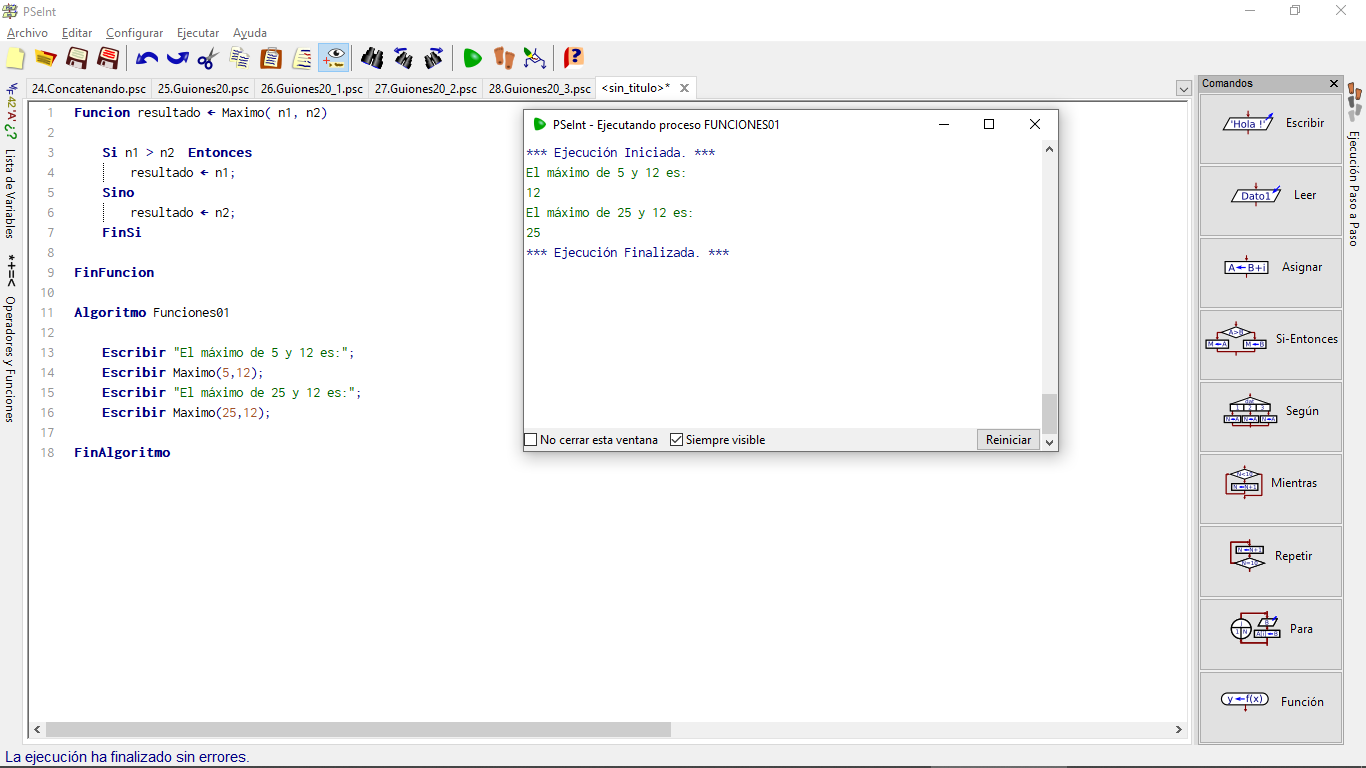 PSeInt
Archivo Editar Configurar Ejecutar Ayuda
24.Concatenando.psc 25.Guiones20.psc 26.Guiones20_1.psc 27.Guiones20_2.psc 28.Guiones20_3.psc <sin_titulo>*
42 'A' ¿?
Lista de Variables
*+=<
Operadores y Funciones
1 Funcion resultado ← Maximo( n1, n2)
2
3 Si n1 > n2 Entonces
4 resultado ← n1;
5 Sino
6 resultado ← n2;
7 FinSi
8
9 FinFuncion
10
11 Algoritmo Funciones01
12
13 Escribir "El máximo de 5 y 12 es:";
14 Escribir Maximo(5,12);
15 Escribir "El máximo de 25 y 12 es:";
16 Escribir Maximo(25,12);
17
18 FinAlgoritmo
PSeInt - Ejecutando proceso FUNCIONES01
*** Ejecución Iniciada. ***
El máximo de 5 y 12 es:
12
El máximo de 25 y 12 es:
25
*** Ejecución Finalizada. ***
No cerrar esta ventana Siempre visible Reiniciar
Comandos
'Hola !' Escribir
Dato1 Leer
A←B+i Asignar
A>B M←A M←B Si-Entonces
1 2 3 Según
Mientras
Repetir
Para
y←f(x) Función
Ejecución Paso a Paso
La ejecución ha finalizado sin errores.